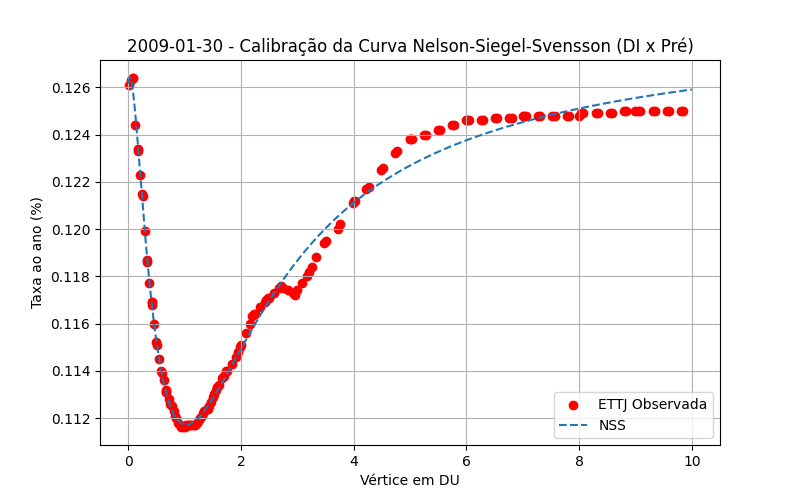 2009-01-30 - Calibração da Curva Nelson-Siegel-Svensson (DI x Pré)
Taxa ao ano (%)
0.126
0.124
0.122
0.120
0.118
0.116
0.114
0.112
ETTJ Observada
NSS
0 2 4 6 8 10
Vértice em DU